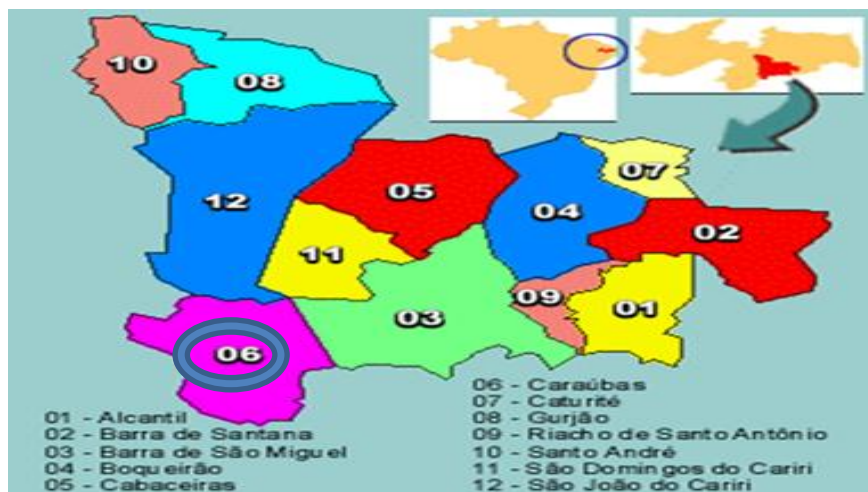 10
08
07
05
12
04
02
11
09
01
03
06
01 - Alcantil
02 - Barra de Santana
03 - Barra de São Miguel
04 - Boqueirão
05 - Cabaceiras
06 - Caraúbas
07 - Caturité
08 - Gurjão
09 - Riacho de Santo Antônio
10 - Santo André
11 - São Domingos do Cariri
12 - São João do Cariri